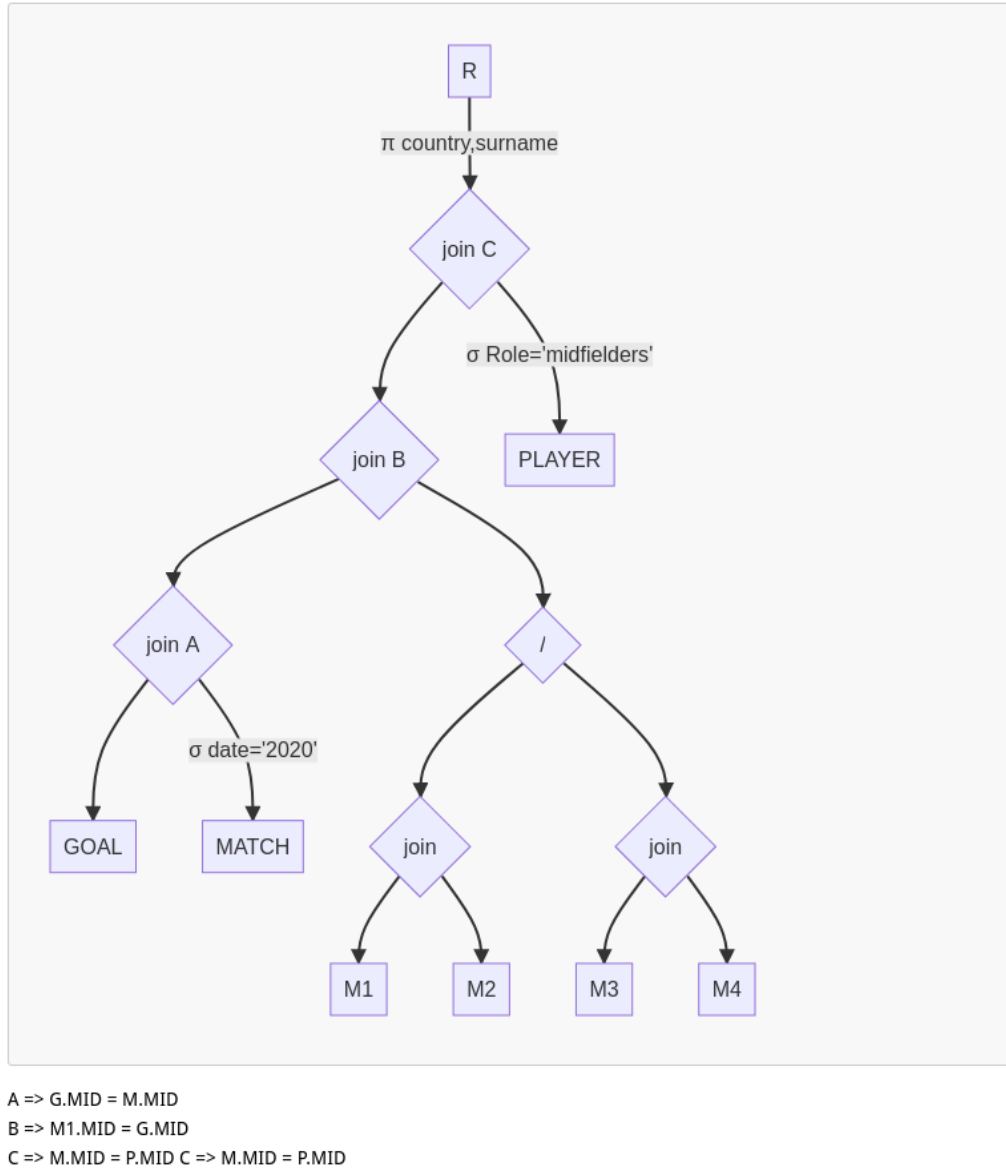 R
π country,surname
join C
σ Role='midfielders'
join B
PLAYER
join A
/
σ date='2020'
GOAL
MATCH
join
join
M1
M2
M3
M4
A => G.MID = M.MID
B => M1.MID = G.MID
C => M.MID = P.MID C => M.MID = P.MID